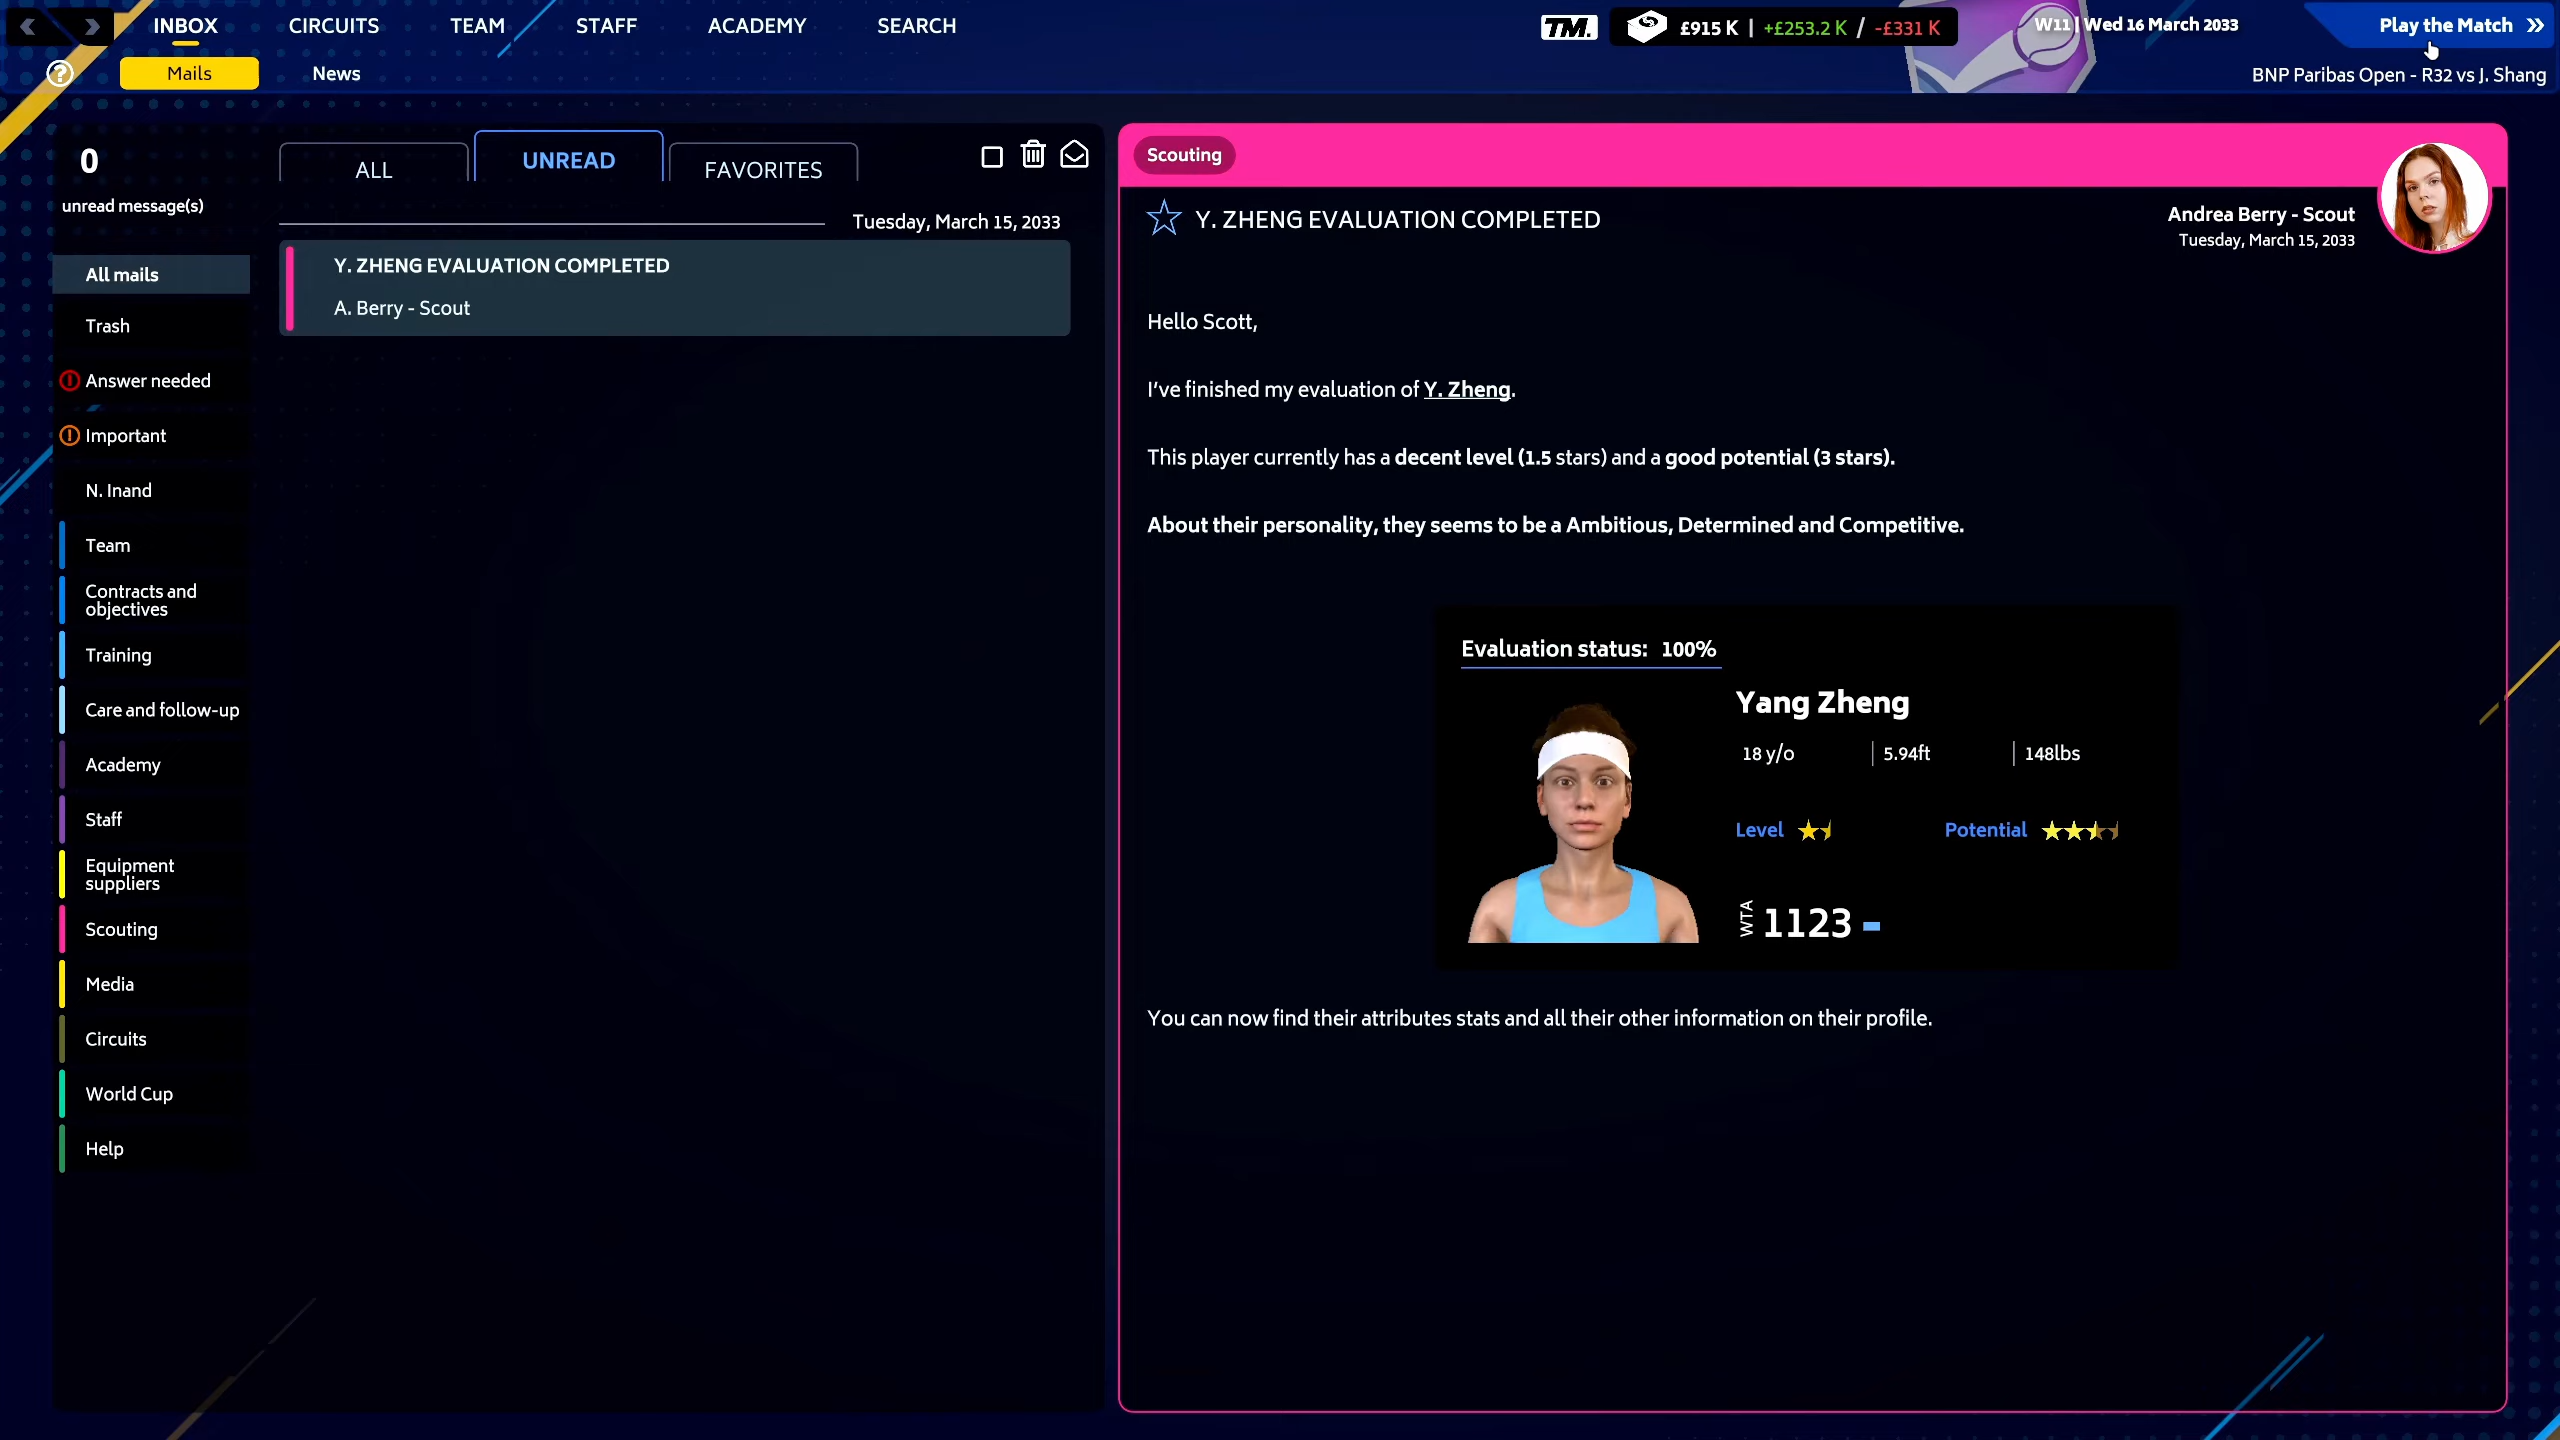 INBOX
CIRCUITS
TEAM
STAFF
ACADEMY
SEARCH
TM.
£915 K | +£253.2 K / -£331 K
W11 | Wed 16 March 2033
Play the Match
BNP Paribas Open - R32 vs J. Shang
Mails
News
0
unread message(s)
All mails
Trash
Answer needed
Important
N. Inand
Team
Contracts and
objectives
Training
Care and follow-up
Academy
Staff
Equipment
suppliers
Scouting
Media
Circuits
World Cup
Help
ALL
UNREAD
FAVORITES
Tuesday, March 15, 2033
Y. ZHENG EVALUATION COMPLETED
A. Berry - Scout
Scouting
Y. ZHENG EVALUATION COMPLETED
Andrea Berry - Scout
Tuesday, March 15, 2033
Hello Scott,
I've finished my evaluation of Y. Zheng.
This player currently has a decent level (1.5 stars) and a good potential (3 stars).
About their personality, they seems to be a Ambitious, Determined and Competitive.
Evaluation status: 100%
Yang Zheng
18 y/o | 5.94ft | 148lbs
Level
Potential
WTA 1123
You can now find their attributes stats and all their other information on their profile.